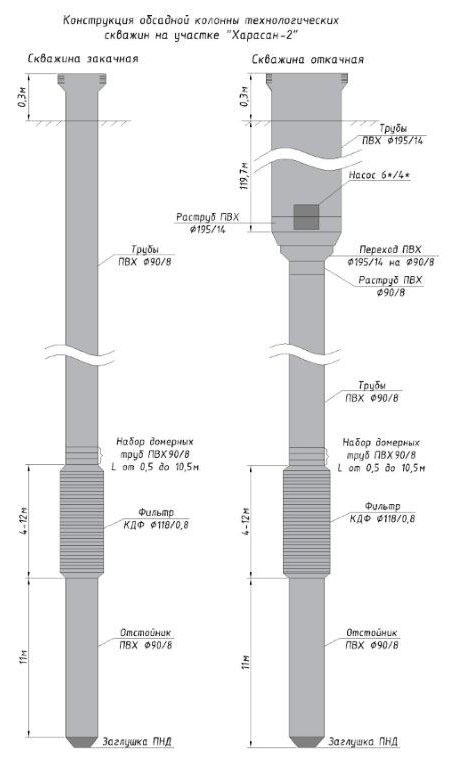 Конструкция обсадной колонны технологических
скважин на участке "Харасан-2"
Скважина закачная
0,3м
Трубы
ПВХ Ф90/8
Набор домерных
труб ПВХ90/8
L от 0,5 до 10,5м
4-12м
Фильтр
КДФ Ф118/0,8
11м
Отстойник
ПВХ Ф90/8
Заглушка ПНД
Скважина откачная
0,3м
Трубы
ПВХ Ф195/14
119,7м
Насос 6*/4*
Раструб ПВХ
Ф195/14
Переход ПВХ
Ф195/14 на Ф90/8
Раструб ПВХ
Ф90/8
Трубы
ПВХ Ф90/8
Набор домерных
труб ПВХ90/8
L от 0,5 до 10,5м
4-12м
Фильтр
КДФ Ф118/0,8
11м
Отстойник
ПВХ Ф90/8
Заглушка ПНД